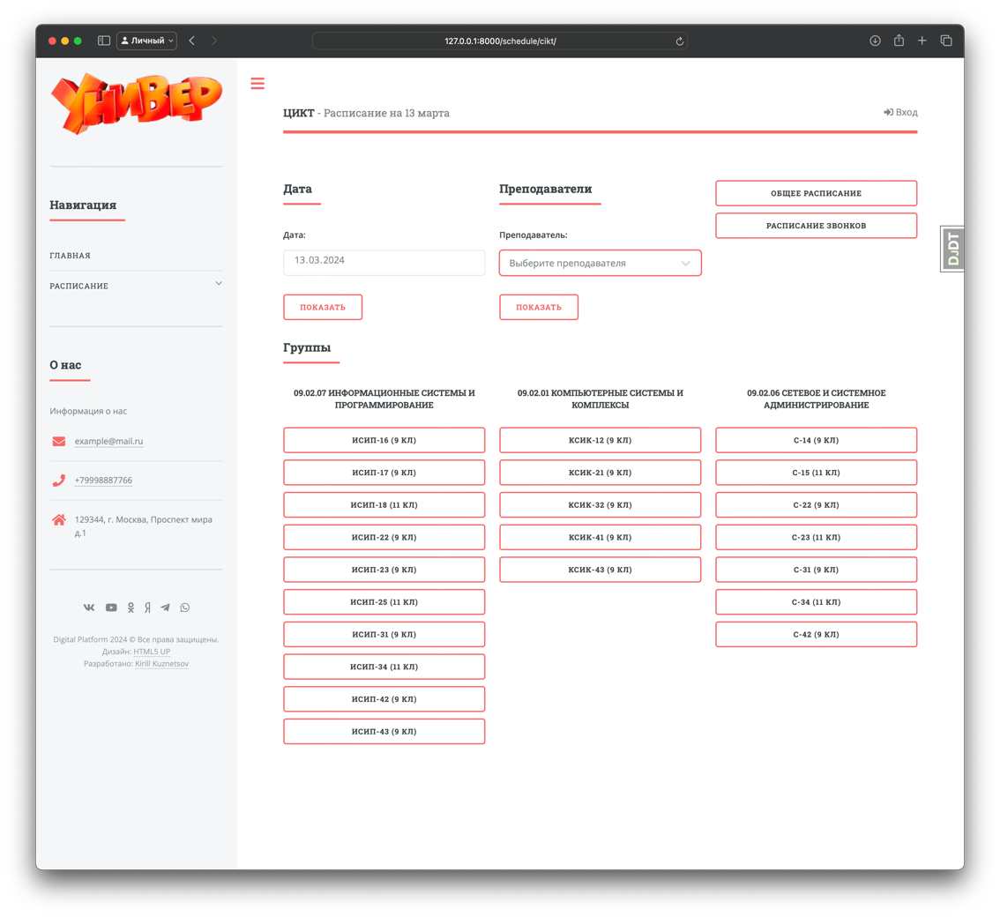 Личный
127.0.0.1:8000/schedule/cikt/
УНИВЕР
Навигация
ГЛАВНАЯ
РАСПИСАНИЕ
О нас
Информация о нас
example@mail.ru
+79998887766
129344, г. Москва, Проспект мира
д.1
Digital Platform 2024 © Все права защищены.
Дизайн: HTML5 UP
Разработано: Kirill Kuznetsov
ЦИКТ - Расписание на 13 марта
Вход
Дата
Дата:
13.03.2024
ПОКАЗАТЬ
Преподаватели
Преподаватель:
Выберите преподавателя
ПОКАЗАТЬ
ОБЩЕЕ РАСПИСАНИЕ
РАСПИСАНИЕ ЗВОНКОВ
DJDT
Группы
09.02.07 ИНФОРМАЦИОННЫЕ СИСТЕМЫ И
ПРОГРАММИРОВАНИЕ
ИСИП-16 (9 КЛ)
ИСИП-17 (9 КЛ)
ИСИП-18 (11 КЛ)
ИСИП-22 (9 КЛ)
ИСИП-23 (9 КЛ)
ИСИП-25 (11 КЛ)
ИСИП-31 (9 КЛ)
ИСИП-34 (11 КЛ)
ИСИП-42 (9 КЛ)
ИСИП-43 (9 КЛ)
09.02.01 КОМПЬЮТЕРНЫЕ СИСТЕМЫ И
КОМПЛЕКСЫ
КСИК-12 (9 КЛ)
КСИК-21 (9 КЛ)
КСИК-32 (9 КЛ)
КСИК-41 (9 КЛ)
КСИК-43 (9 КЛ)
09.02.06 СЕТЕВОЕ И СИСТЕМНОЕ
АДМИНИСТРИРОВАНИЕ
С-14 (9 КЛ)
С-15 (11 КЛ)
С-22 (9 КЛ)
С-23 (11 КЛ)
С-31 (9 КЛ)
С-34 (11 КЛ)
С-42 (9 КЛ)